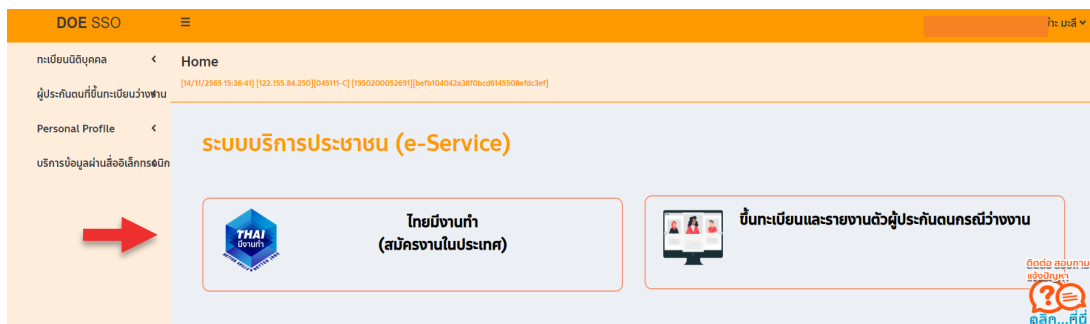 DOE SSO
ทะเบียนนิติบุคคล
ผู้ประกันตนที่ขึ้นทะเบียนว่างงาน
Personal Profile
บริการข้อมูลผ่านสื่ออิเล็กทรอนิก
มะลิ
Home
[14/11/2565 15:36:41] [122.155.84.250][045111-C] [1950200052691][befb104042a38f0bcd6145508efdc3ef]
ระบบบริการประชาชน (e-Service)
THAI
มีงานทำ
ไทยมีงานทำ
(สมัครงานในประเทศ)
ขึ้นทะเบียนและรายงานตัวผู้ประกันตนกรณีว่างงาน
ติดต่อ สอบถาม
แจ้งปัญหา
คลิก...ที่นี่